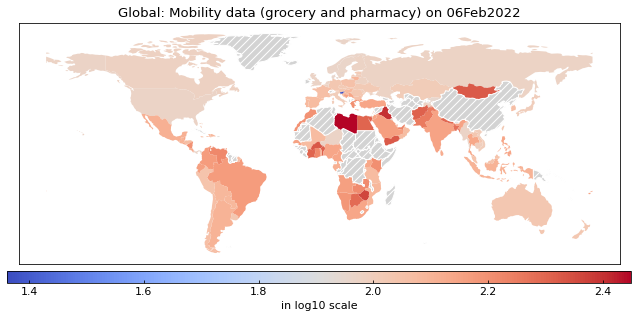 Global: Mobility data (grocery and pharmacy) on 06Feb2022
1.4 1.6 1.8 2.0 2.2 2.4
in log10 scale